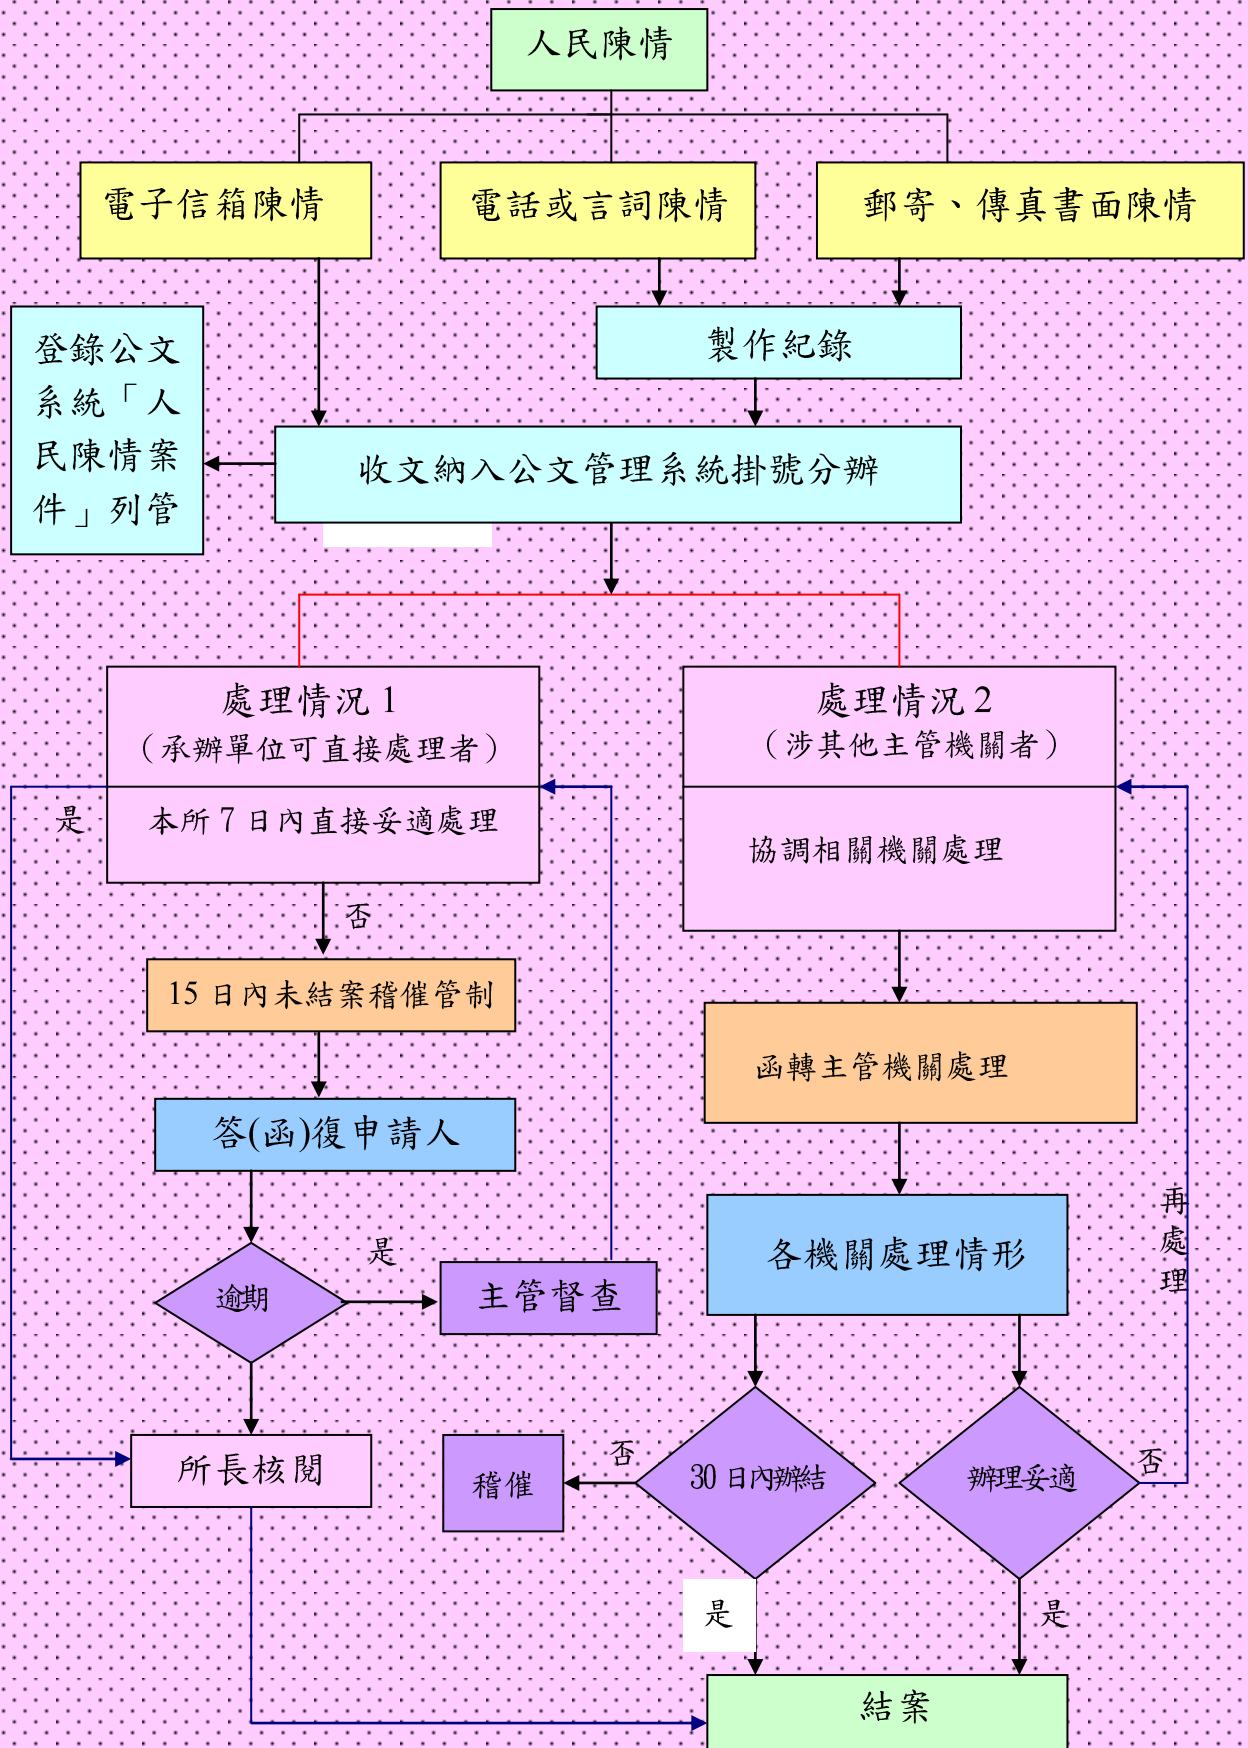 人民陳情
電子信箱陳情
電話或言詞陳情
郵寄、傳真書面陳情
登錄公文
系統「人
民陳情案
件」列管
製作紀錄
收文納入公文管理系統掛號分辦
處理情況 1
（承辦單位可直接處理者）
是
本所 7 日內直接妥適處理
處理情況 2
（涉其他主管機關者）
協調相關機關處理
否
15 日內未結案稽催管制
函轉主管機關處理
答(函)復申請人
各機關處理情形
再
處
理
逾期
是
主管督查
所長核閱
稽催
否
30 日內辦結
辦理妥適
否
是
是
結案